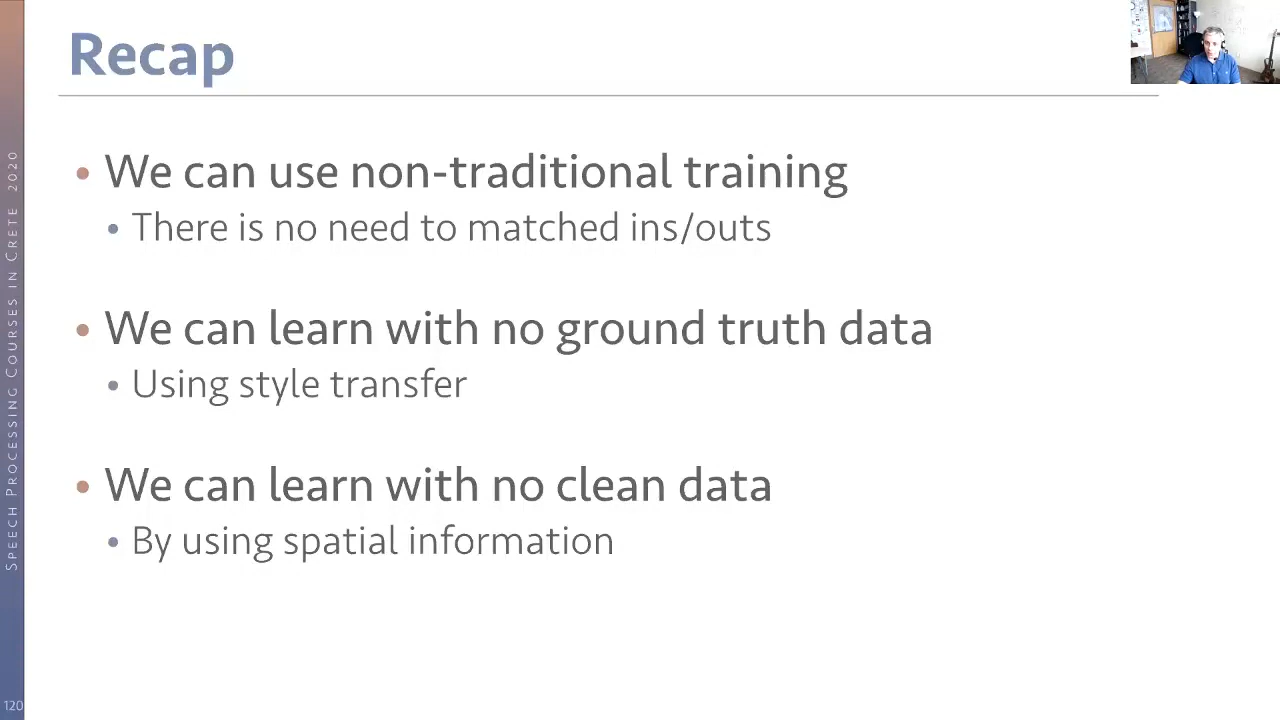 Recap
• We can use non-traditional training
• There is no need to matched ins/outs
• We can learn with no ground truth data
• Using style transfer
• We can learn with no clean data
• By using spatial information
SPEECH PROCESSING COURSES IN CRETE 2020
120